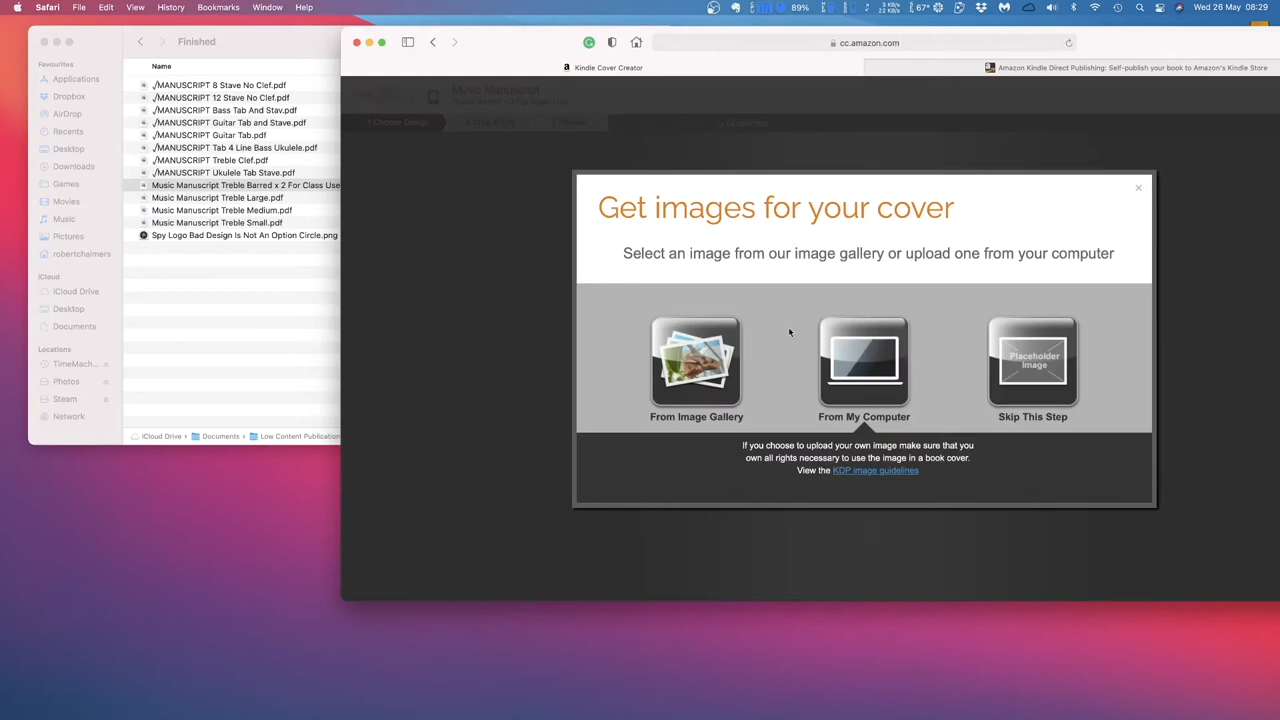 Safari File Edit View History Bookmarks Window Help
89%
67°
Wed 26 May 08:29
Finished
Favourites
Applications
Dropbox
AirDrop
Recents
Desktop
Downloads
Games
Movies
Music
Pictures
robertchalmers
iCloud
iCloud Drive
Desktop
Documents
Locations
TimeMach...
Photos
Steam
Network
Name
√MANUSCRIPT 8 Stave No Clef.pdf
√MANUSCRIPT 12 Stave No Clef.pdf
√MANUSCRIPT Bass Tab And Stav.pdf
√MANUSCRIPT Guitar Tab and Stave.pdf
√MANUSCRIPT Guitar Tab.pdf
√MANUSCRIPT Tab 4 Line Bass Ukulele.pdf
√MANUSCRIPT Treble Clef.pdf
√MANUSCRIPT Ukulele Tab Stave.pdf
Music Manuscript Treble Barred x 2 For Class Use
Music Manuscript Treble Large.pdf
Music Manuscript Treble Medium.pdf
Music Manuscript Treble Small.pdf
Spy Logo Bad Design Is Not An Option Circle.png
iCloud Drive Documents Low Content Publication
cc.amazon.com
Kindle Cover Creator
Amazon Kindle Direct Publishing: Self-publish your book to Amazon's Kindle Store
Music Manuscript
1 Choose Design
Get images for your cover
×
Select an image from our image gallery or upload one from your computer
Placeholder
Image
From Image Gallery
From My Computer
Skip This Step
If you choose to upload your own image make sure that you
own all rights necessary to use the image in a book cover.
View the KDP image guidelines